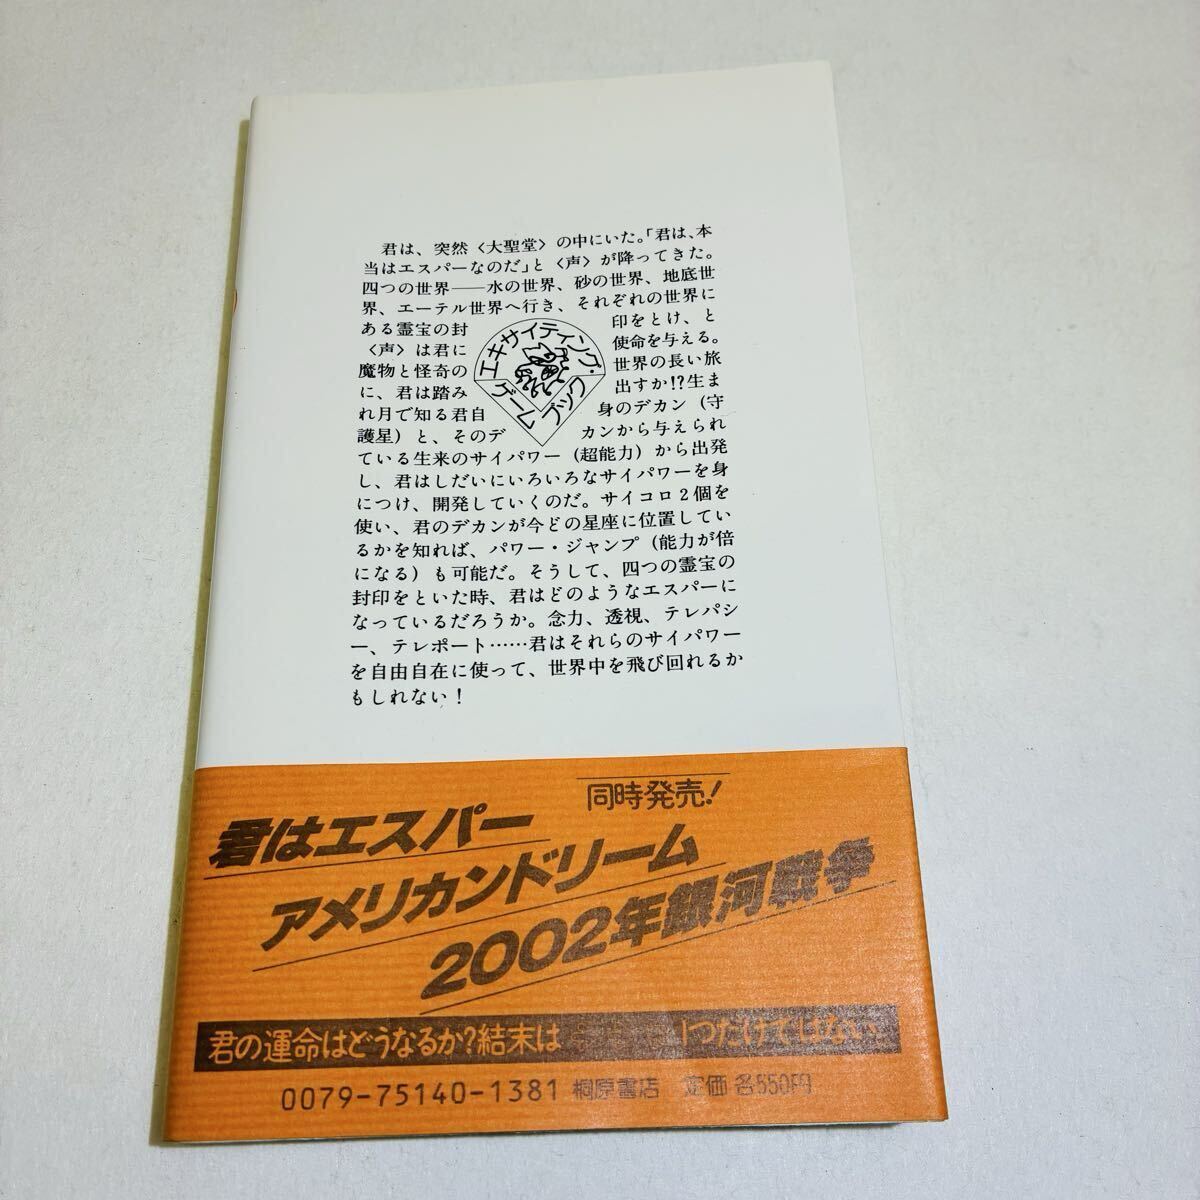 君は、突然〈大聖堂〉の中にいた。「君は、本
当はエスパーなのだ」と〈声〉が降ってきた。
四つの世界――水の世界、砂の世界、地底世
界、エーテル世界へ行き、それぞれの世界に
ある霊宝の封印をとけ、と
〈声〉は君に使命を与える。
魔物と怪奇の世界の長い旅
に、君は踏み出すか!?生ま
れ月で知る君自身のデカン（守
護星）と、そのデカンから与えられ
ている生来のサイパワー（超能力）から出発
し、君はしだいにいろいろなサイパワーを身
につけ、開発していくのだ。サイコロ2個を
使い、君のデカンが今どの星座に位置してい
るかを知れば、パワー・ジャンプ（能力が倍
になる）も可能だ。そうして、四つの霊宝の
封印をといた時、君はどのようなエスパーに
なっているだろうか。念力、透視、テレパシ
ー、テレポート……君はそれらのサイパワー
を自由自在に使って、世界中を飛び回れるか
もしれない！
エキサイティング・
ゲームブック
同時発売!
君はエスパー
アメリカンドリーム
2002年銀河戦争
君の運命はどうなるか?結末は 1つだけではない。
0079-75140-1381 桐原書店 定価 各550円